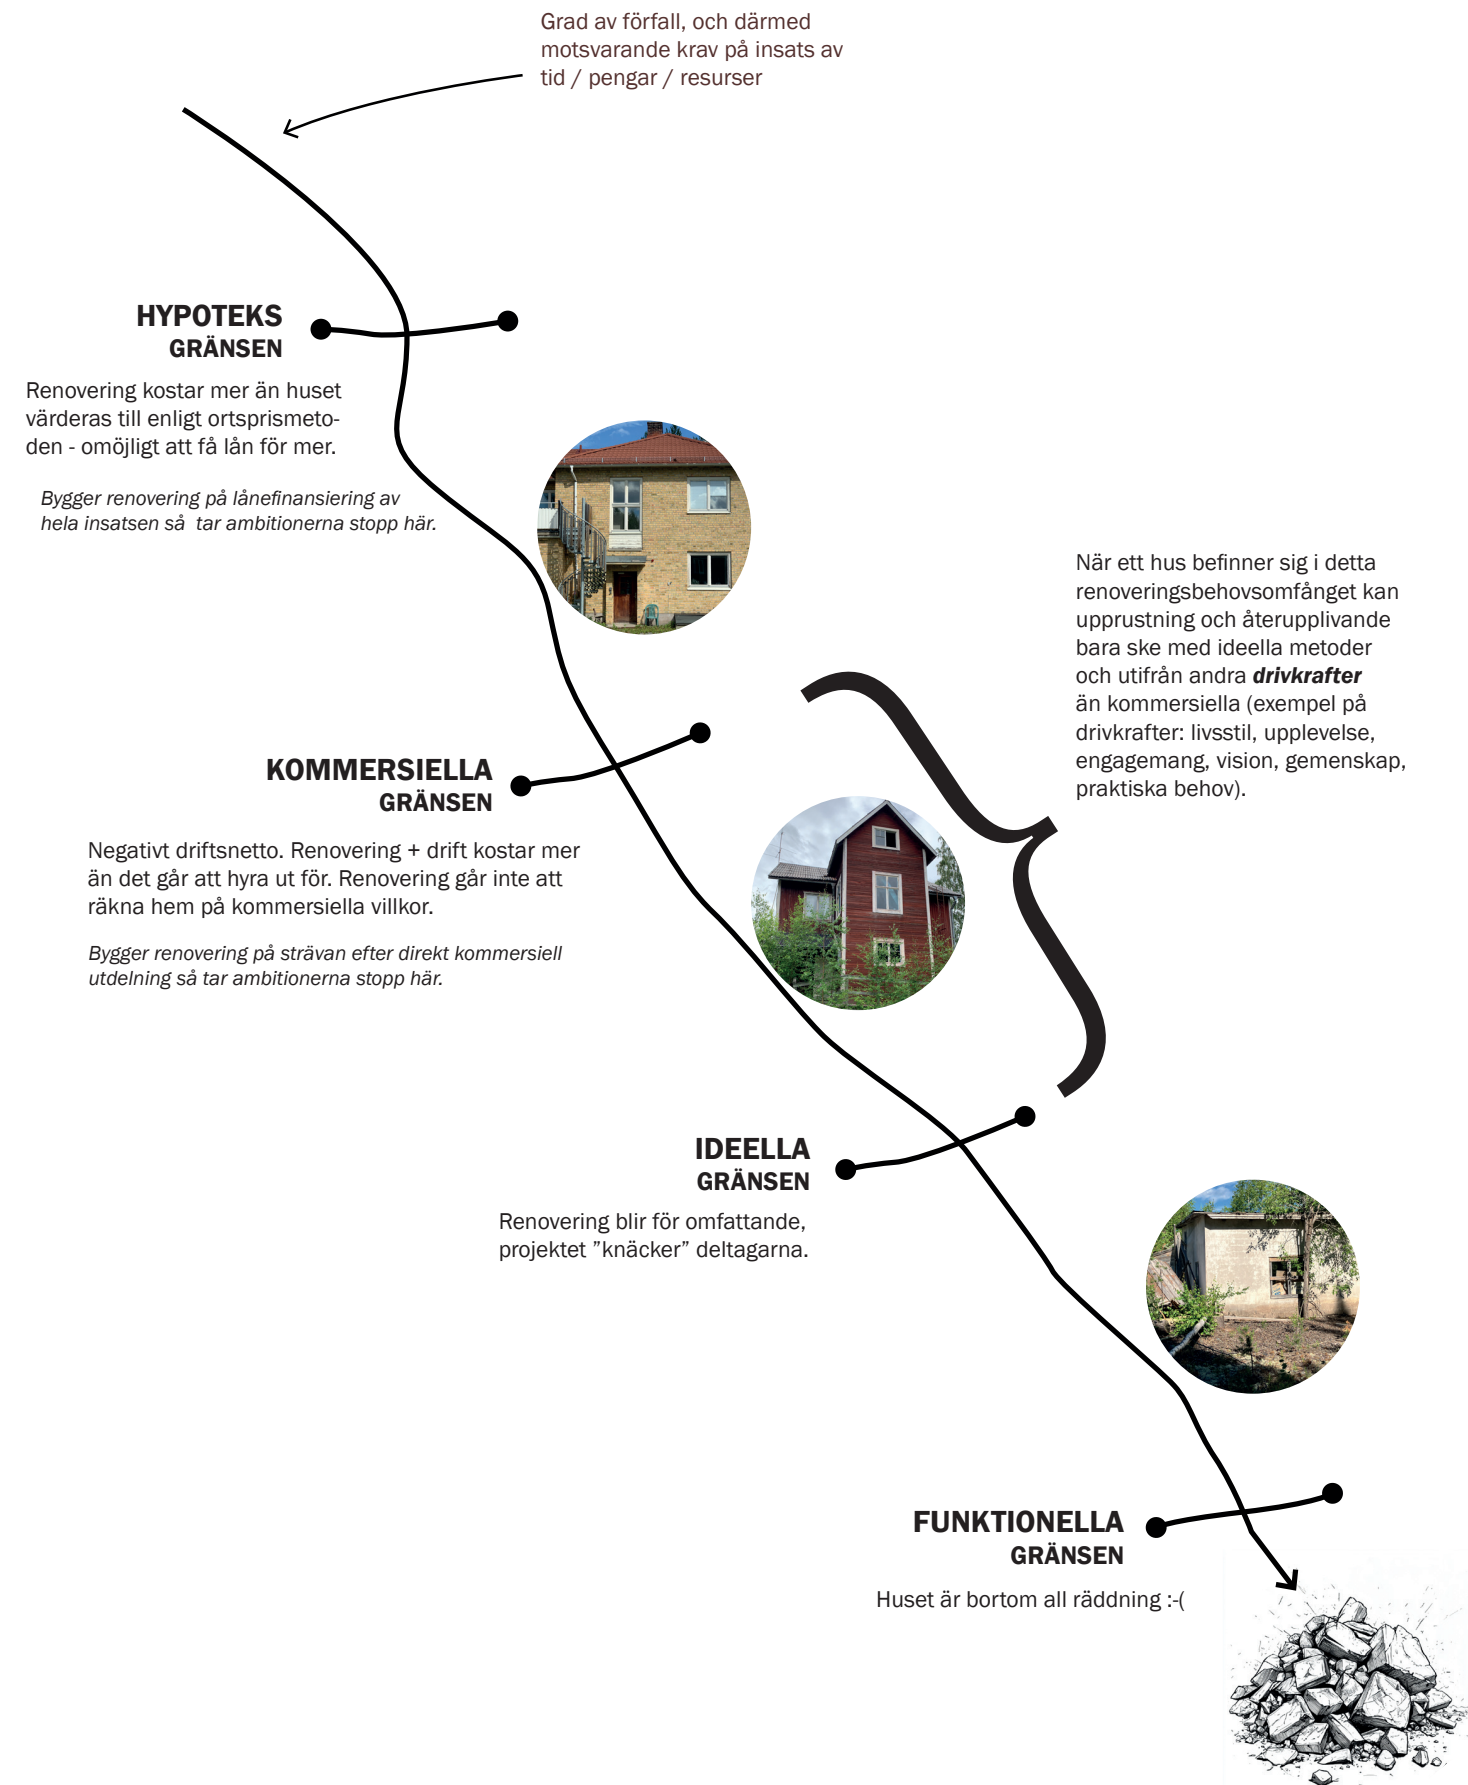 Grad av förfall, och därmed
motsvarande krav på insats av
tid / pengar / resurser
HYPOTEKS
GRÄNSEN
Renovering kostar mer än huset
värderas till enligt ortsprismeto-
den - omöjligt att få lån för mer.
Bygger renovering på lånefinansiering av
hela insatsen så  tar ambitionerna stopp här.
När ett hus befinner sig i detta
renoveringsbehovsomfånget kan
upprustning och återupplivande
bara ske med ideella metoder
och utifrån andra drivkrafter
än kommersiella (exempel på
drivkrafter: livsstil, upplevelse,
engagemang, vision, gemenskap,
praktiska behov).
KOMMERSIELLA
GRÄNSEN
Negativt driftsnetto. Renovering + drift kostar mer
än det går att hyra ut för. Renovering går inte att
räkna hem på kommersiella villkor.
Bygger renovering på strävan efter direkt kommersiell
utdelning så tar ambitionerna stopp här.
IDEELLA
GRÄNSEN
Renovering blir för omfattande,
projektet ”knäcker” deltagarna.
FUNKTIONELLA
GRÄNSEN
Huset är bortom all räddning :-(